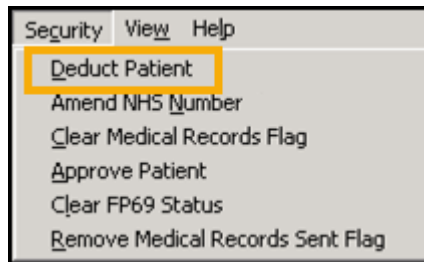 Security View Help
Deduct Patient
Amend NHS Number
Clear Medical Records Flag
Approve Patient
Clear FP69 Status
Remove Medical Records Sent Flag